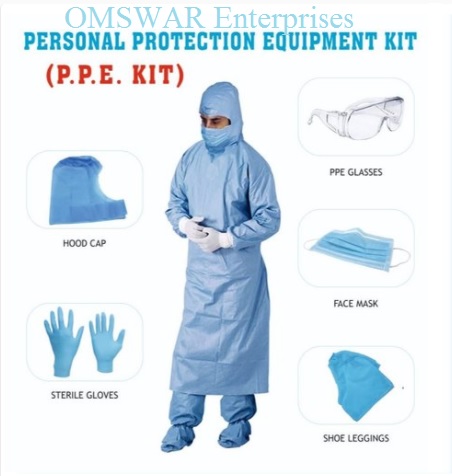 OMSWAR Enterprises
PERSONAL PROTECTION EQUIPMENT KIT
(P.P.E. KIT)
PPE GLASSES
HOOD CAP
FACE MASK
STERILE GLOVES
SHOE LEGGINGS